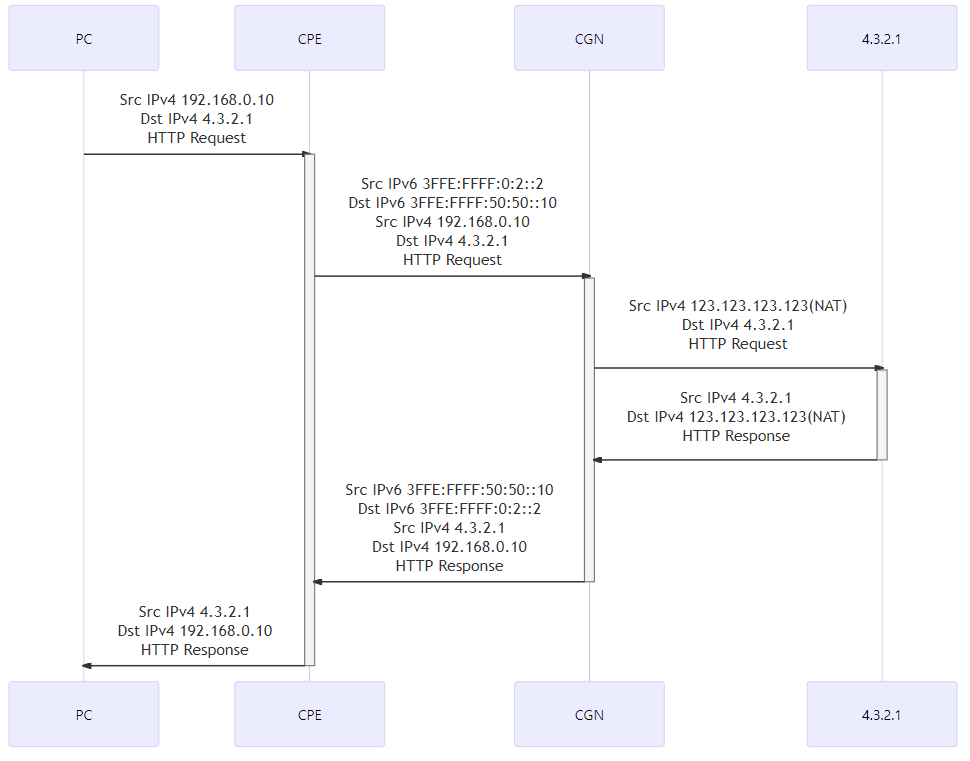 PC
CPE
CGN
4.3.2.1
Src IPv4 192.168.0.10
Dst IPv4 4.3.2.1
HTTP Request
Src IPv6 3FFE:FFFF:0:2::2
Dst IPv6 3FFE:FFFF:50:50::10
Src IPv4 192.168.0.10
Dst IPv4 4.3.2.1
HTTP Request
Src IPv4 123.123.123.123(NAT)
Dst IPv4 4.3.2.1
HTTP Request
Src IPv4 4.3.2.1
Dst IPv4 123.123.123.123(NAT)
HTTP Response
Src IPv6 3FFE:FFFF:50:50::10
Dst IPv6 3FFE:FFFF:0:2::2
Src IPv4 4.3.2.1
Dst IPv4 192.168.0.10
HTTP Response
Src IPv4 4.3.2.1
Dst IPv4 192.168.0.10
HTTP Response
PC
CPE
CGN
4.3.2.1